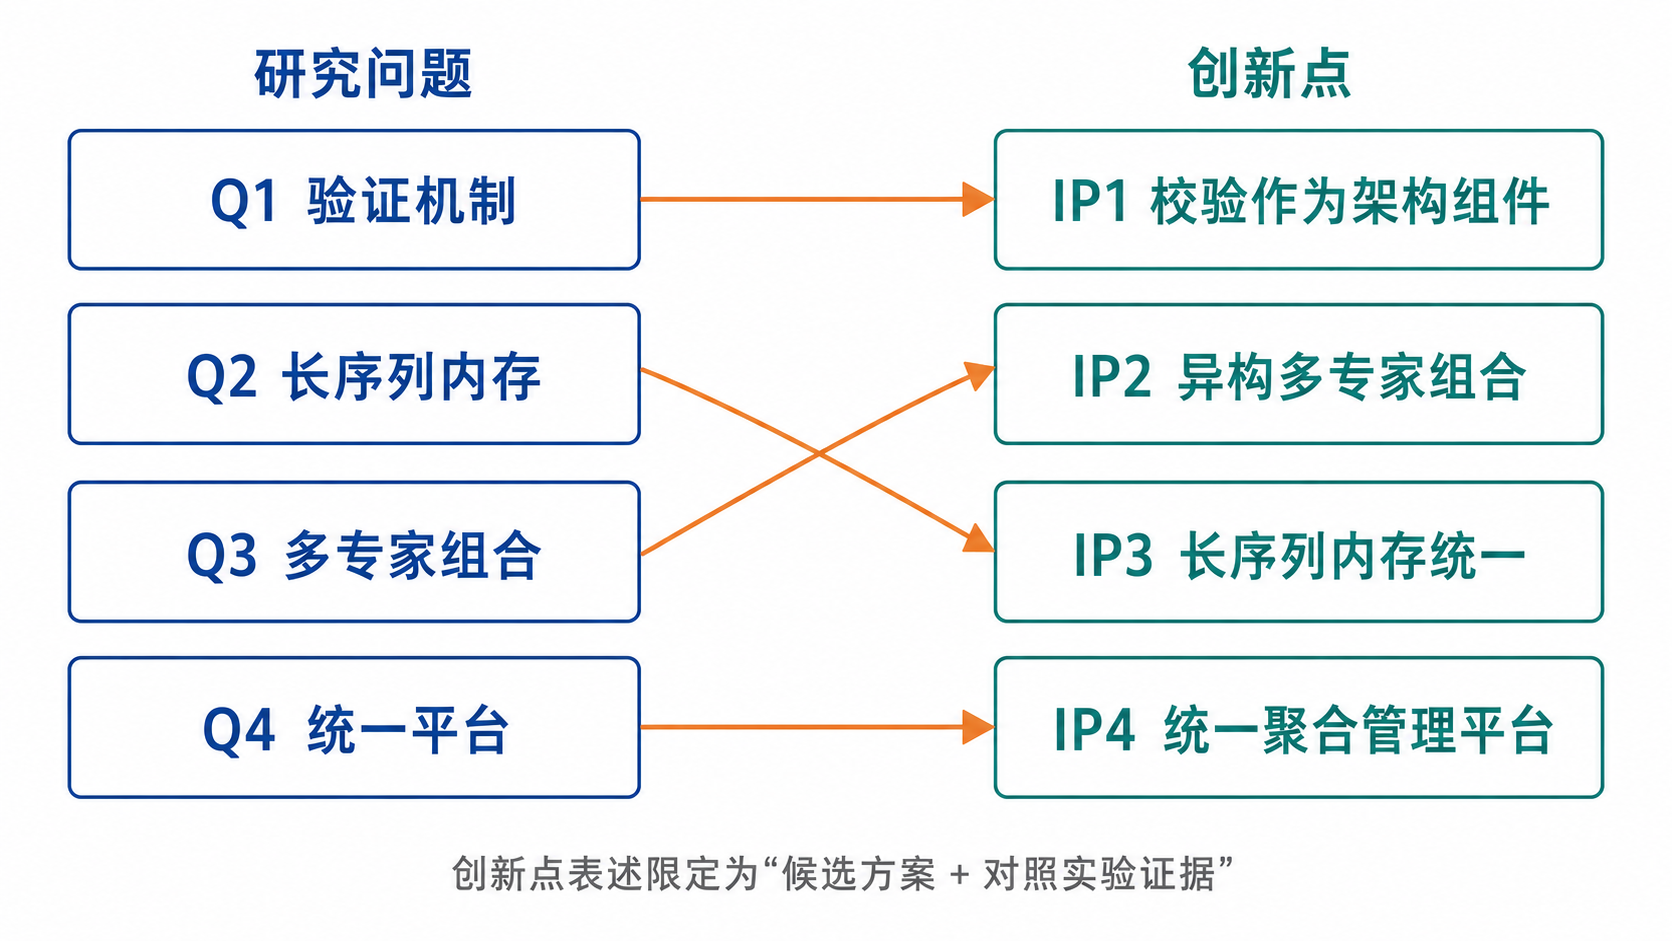 研究问题
创新点
Q1 验证机制
IP1 校验作为架构组件
Q2 长序列内存
IP2 异构多专家组合
Q3 多专家组合
IP3 长序列内存统一
Q4 统一平台
IP4 统一聚合管理平台
创新点表述限定为“候选方案 + 对照实验证据”